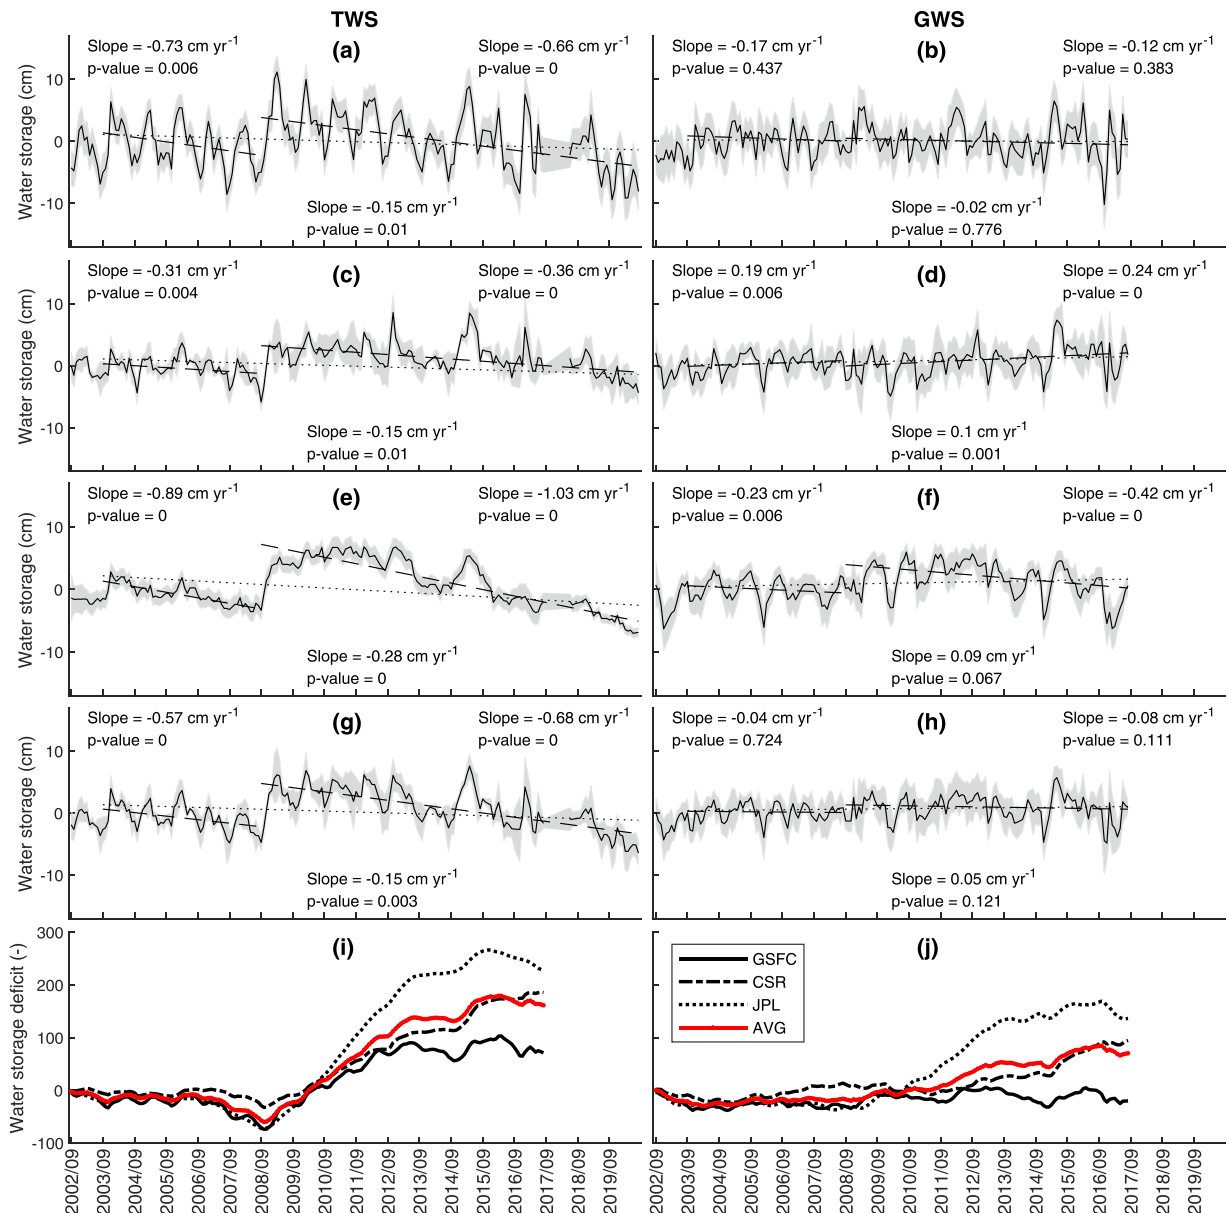 TWS
GWS
Slope = -0.73 cm yr-1
p-value = 0.006
(a)
Slope = -0.66 cm yr-1
p-value = 0
Slope = -0.15 cm yr-1
p-value = 0.01
Water storage (cm)
10
0
-10
Slope = -0.17 cm yr-1
p-value = 0.437
(b)
Slope = -0.12 cm yr-1
p-value = 0.383
Slope = -0.02 cm yr-1
p-value = 0.776
Slope = -0.31 cm yr-1
p-value = 0.004
(c)
Slope = -0.36 cm yr-1
p-value = 0
Slope = -0.15 cm yr-1
p-value = 0.01
Water storage (cm)
10
0
-10
Slope = 0.19 cm yr-1
p-value = 0.006
(d)
Slope = 0.24 cm yr-1
p-value = 0
Slope = 0.1 cm yr-1
p-value = 0.001
Slope = -0.89 cm yr-1
p-value = 0
(e)
Slope = -1.03 cm yr-1
p-value = 0
Slope = -0.28 cm yr-1
p-value = 0
Water storage (cm)
10
0
-10
Slope = -0.23 cm yr-1
p-value = 0.006
(f)
Slope = -0.42 cm yr-1
p-value = 0
Slope = 0.09 cm yr-1
p-value = 0.067
Slope = -0.57 cm yr-1
p-value = 0
(g)
Slope = -0.68 cm yr-1
p-value = 0
Slope = -0.15 cm yr-1
p-value = 0.003
Water storage (cm)
10
0
-10
Slope = -0.04 cm yr-1
p-value = 0.724
(h)
Slope = -0.08 cm yr-1
p-value = 0.111
Slope = 0.05 cm yr-1
p-value = 0.121
(i)
Water storage deficit (-)
300
200
100
0
-100
2002/09
2003/09
2004/09
2005/09
2006/09
2007/09
2008/09
2009/09
2010/09
2011/09
2012/09
2013/09
2014/09
2015/09
2016/09
2017/09
2018/09
2019/09
(j)
GSFC
CSR
JPL
AVG
2002/09
2003/09
2004/09
2005/09
2006/09
2007/09
2008/09
2009/09
2010/09
2011/09
2012/09
2013/09
2014/09
2015/09
2016/09
2017/09
2018/09
2019/09